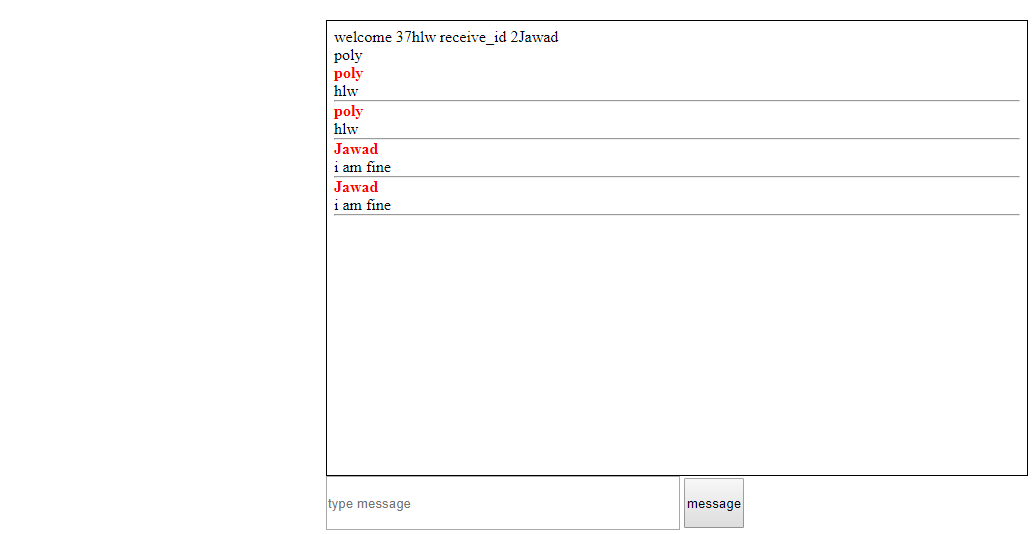 welcome 37hlw receive_id 2Jawad
poly
poly
hlw
poly
hlw
Jawad
i am fine
Jawad
i am fine
type message
message